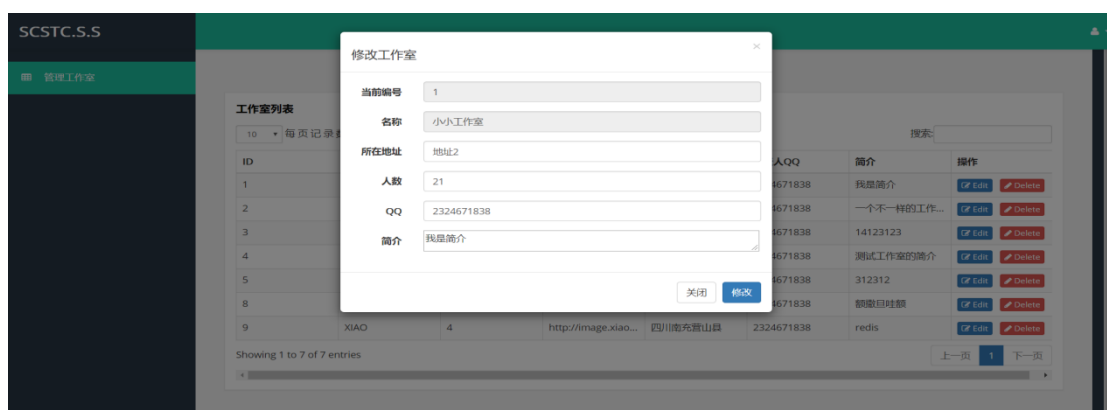 SCSTC.S.S
管理工作室
修改工作室 ×
当前编号 1
名称 小小工作室
所在地址 地址2
人数 21
QQ 2324671838
简介 我是简介
关闭 修改
工作室列表
10 每页记录
搜索:
ID 人QQ 简介 操作
1 4671838 我是简介 Edit Delete
2 4671838 一个不一样的工作... Edit Delete
3 4671838 14123123 Edit Delete
4 4671838 测试工作室的简介 Edit Delete
5 4671838 312312 Edit Delete
8 4671838 Edit Delete
9 XIAO 4 http://image.xiao... 四川南充营山县 2324671838 redis Edit Delete
Showing 1 to 7 of 7 entries
上一页 1 下一页